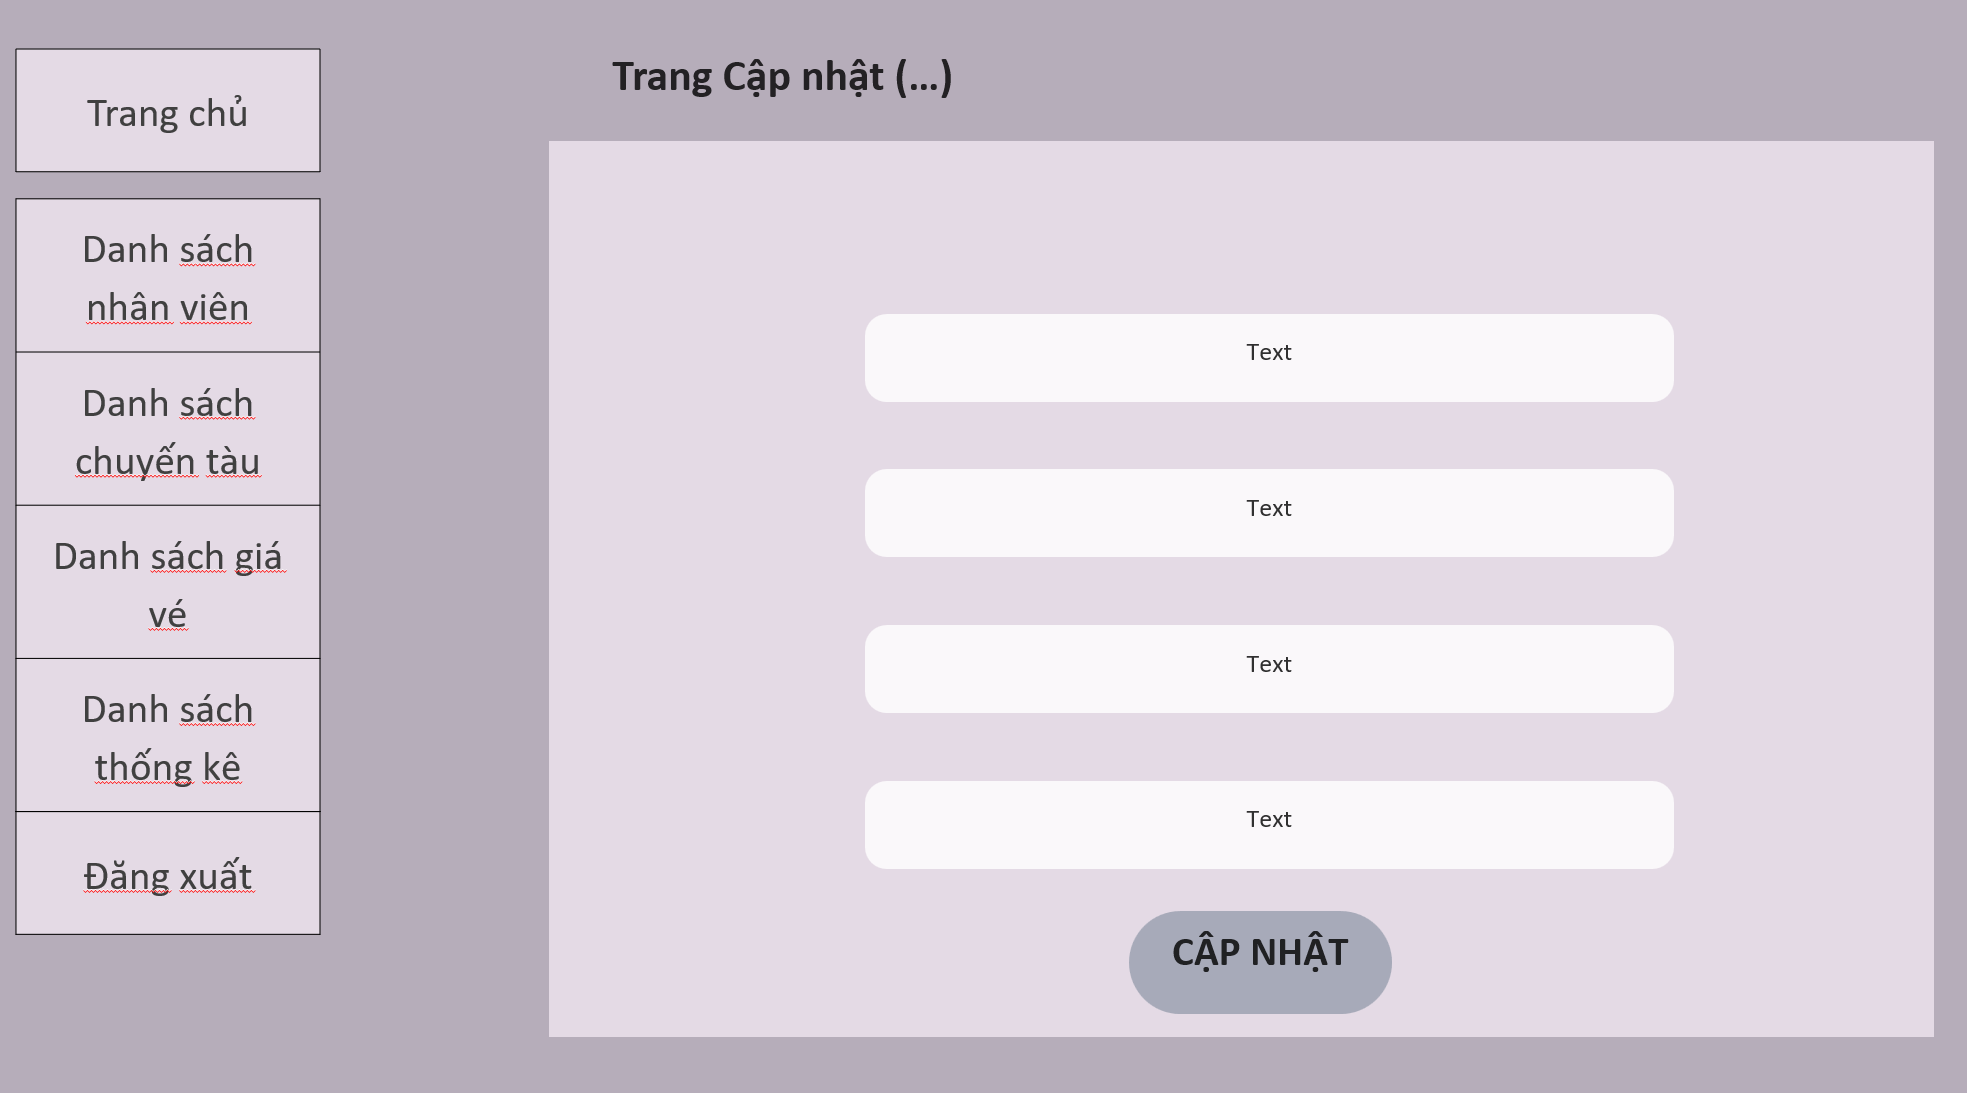 Trang chủ
Danh sách
nhân viên
Danh sách
chuyến tàu
Danh sách giá
vé
Danh sách
thống kê
Đăng xuất
Trang Cập nhật (...)
Text
Text
Text
Text
CẬP NHẬT